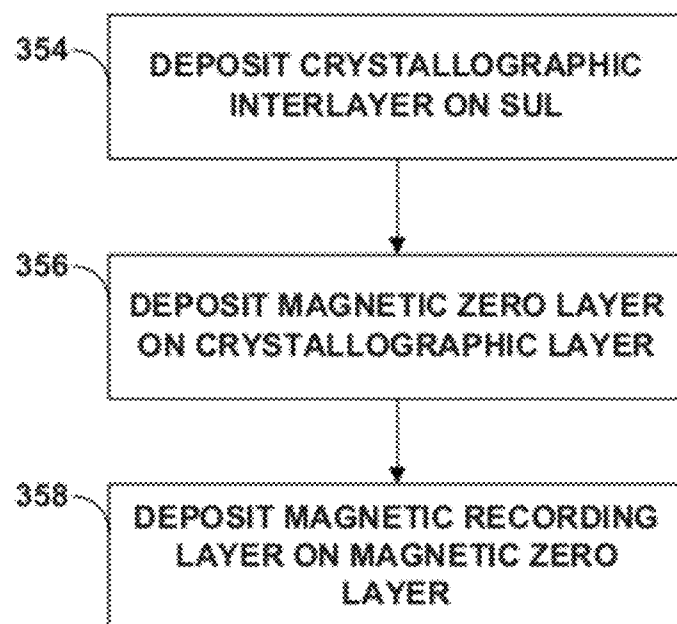 354
DEPOSIT CRYSTALLOGRAPHIC
INTERLAYER ON SUL
356
DEPOSIT MAGNETIC ZERO LAYER
ON CRYSTALLOGRAPHIC LAYER
358
DEPOSIT MAGNETIC RECORDING
LAYER ON MAGNETIC ZERO
LAYER